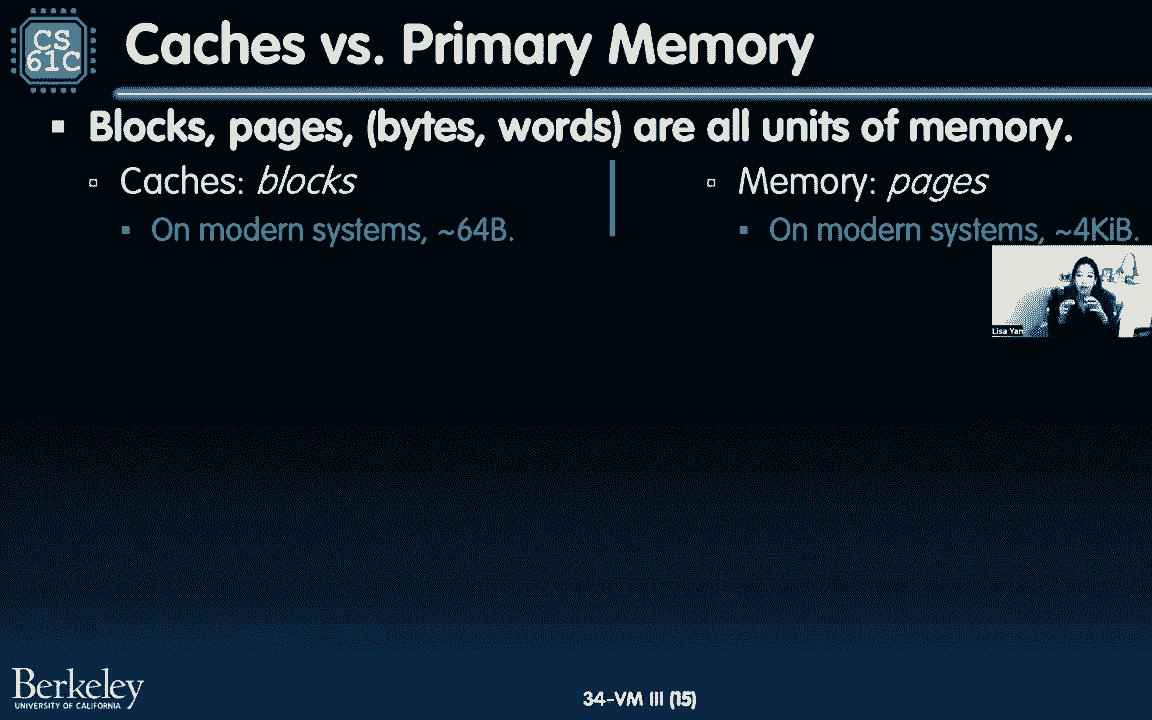 CS
61C
Caches vs. Primary Memory
Blocks, pages, (bytes, words) are all units of memory.
Caches: blocks
On modern systems, ~64B.
Memory: pages
On modern systems, ~4KiB.
Lisa Yan
Berkeley
UNIVERSITY OF CALIFORNIA
34-VM III (15)